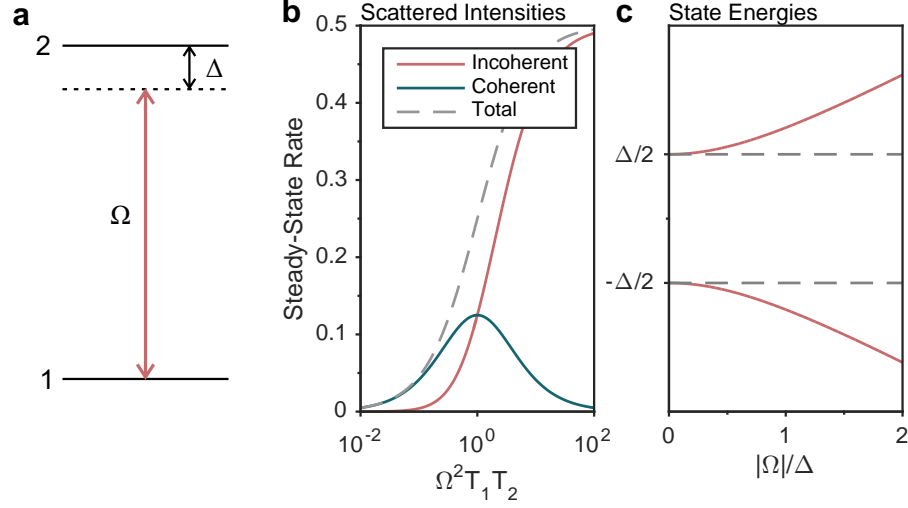 a
2
Δ
Ω
1
b
Scattered Intensities
Incoherent
Coherent
Total
Steady-State Rate
0.5
0.4
0.3
0.2
0.1
0
10⁻²
10⁰
10²
Ω²T₁T₂
c
State Energies
Δ/2
-Δ/2
0
1
2
|Ω|/Δ